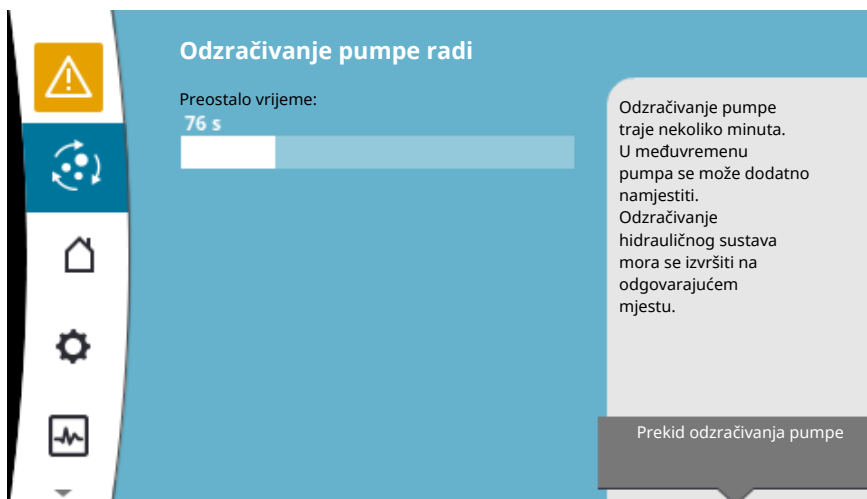 Odzračivanje pumpe radi
Preostalo vrijeme:
76 s
Odzračivanje pumpe
traje nekoliko minuta.
U međuvremenu
pumpa se može dodatno
namjestiti.
Odzračivanje
hidrauličnog sustava
mora se izvršiti na
odgovarajućem
mjestu.
Prekid odzračivanja pumpe